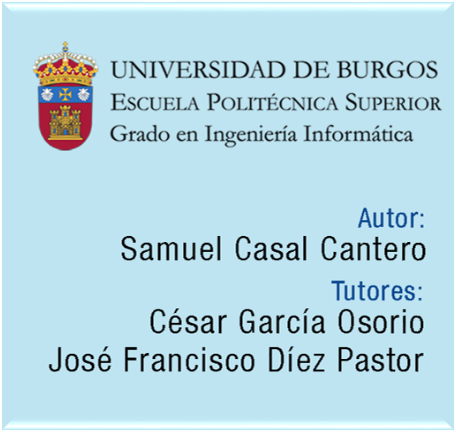 UNIVERSIDAD DE BURGOS
ESCUELA POLITÉCNICA SUPERIOR
Grado en Ingeniería Informática
Autor:
Samuel Casal Cantero
Tutores:
César García Osorio
José Francisco Díez Pastor